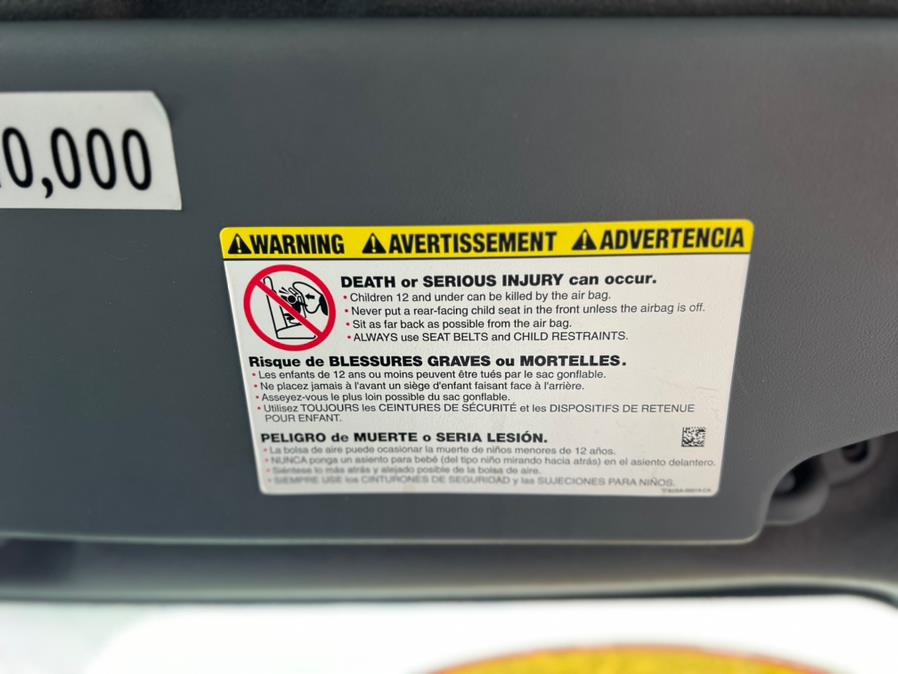 0,000
WARNING AVERTISSEMENT ADVERTENCIA
DEATH or SERIOUS INJURY can occur.
• Children 12 and under can be killed by the air bag.
• Never put a rear-facing child seat in the front unless the airbag is off.
• Sit as far back as possible from the air bag.
• ALWAYS use SEAT BELTS and CHILD RESTRAINTS.
Risque de BLESSURES GRAVES ou MORTELLES.
• Les enfants de 12 ans ou moins peuvent être tués par le sac gonflable.
• Ne placez jamais à l'avant un siège d'enfant faisant face à l'arrière.
• Asseyez-vous le plus loin possible du sac gonflable.
• Utilisez TOUJOURS les CEINTURES DE SÉCURITÉ et les DISPOSITIFS DE RETENUE
POUR ENFANT.
PELIGRO de MUERTE o SERIA LESIÓN.
• La bolsa de aire puede ocasionar la muerte de niños menores de 12 años.
• NUNCA ponga un asiento para bebé (del tipo niño mirando hacia atrás) en el asiento delantero.
• Siéntese lo más atrás y alejado posible de la bolsa de aire.
• SIEMPRE USE los CINTURONES DE SEGURIDAD y las SUJECIONES PARA NIÑOS.